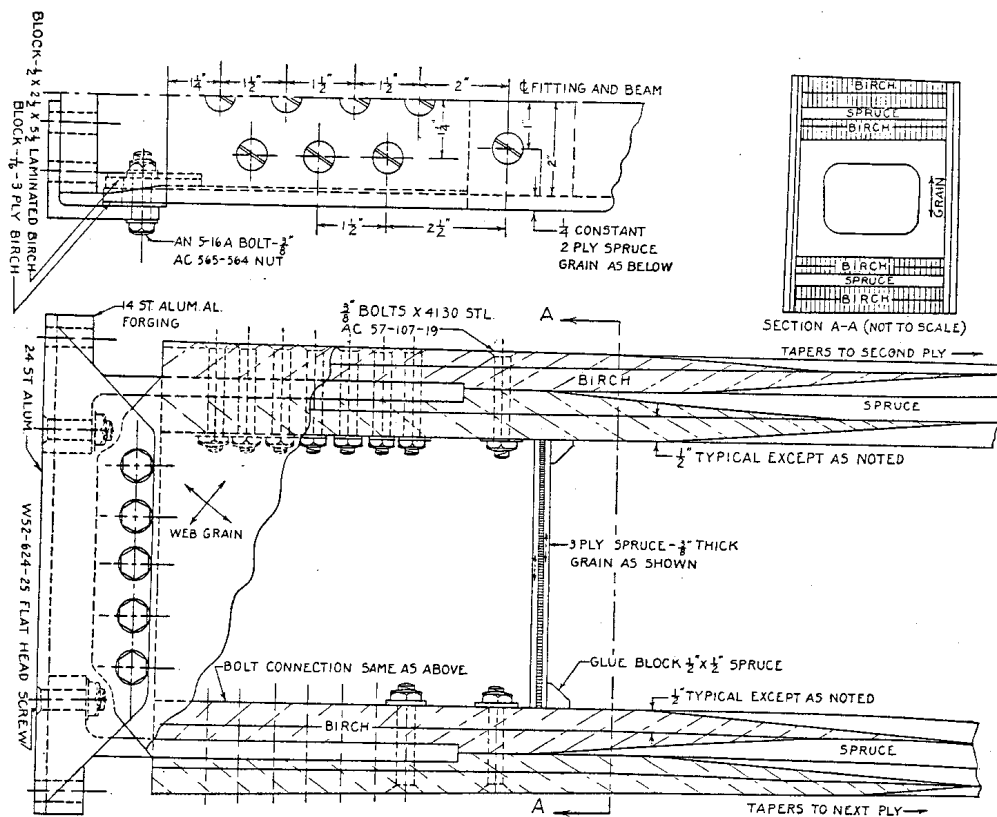 BLOCK-½ X 2½ X 5½ LAMINATED BIRCH
BLOCK-1/16-3 PLY BIRCH
1¼"
1½"
1½"
1½"
2"
℄ FITTING AND BEAM
1¼
1"
2"
1½"
2½"
AN 5-16A BOLT-⅜"
AC 565-564 NUT
¼ CONSTANT
2 PLY SPRUCE
GRAIN AS BELOW
BIRCH
SPRUCE
BIRCH
GRAIN
BIRCH
SPRUCE
BIRCH
SECTION A-A (NOT TO SCALE)
14 ST. ALUM. AL.
FORGING
⅜" BOLTS X 4130 STL.
AC 57-107-19
A
TAPERS TO SECOND PLY
BIRCH
SPRUCE
½" TYPICAL EXCEPT AS NOTED
24 ST ALUM
W52-624-25 FLAT HEAD SCREW
WEB GRAIN
3 PLY SPRUCE-⅜" THICK
GRAIN AS SHOWN
BOLT CONNECTION SAME AS ABOVE
GLUE BLOCK ½" X ½" SPRUCE
½" TYPICAL EXCEPT AS NOTED
BIRCH
SPRUCE
A
TAPERS TO NEXT PLY